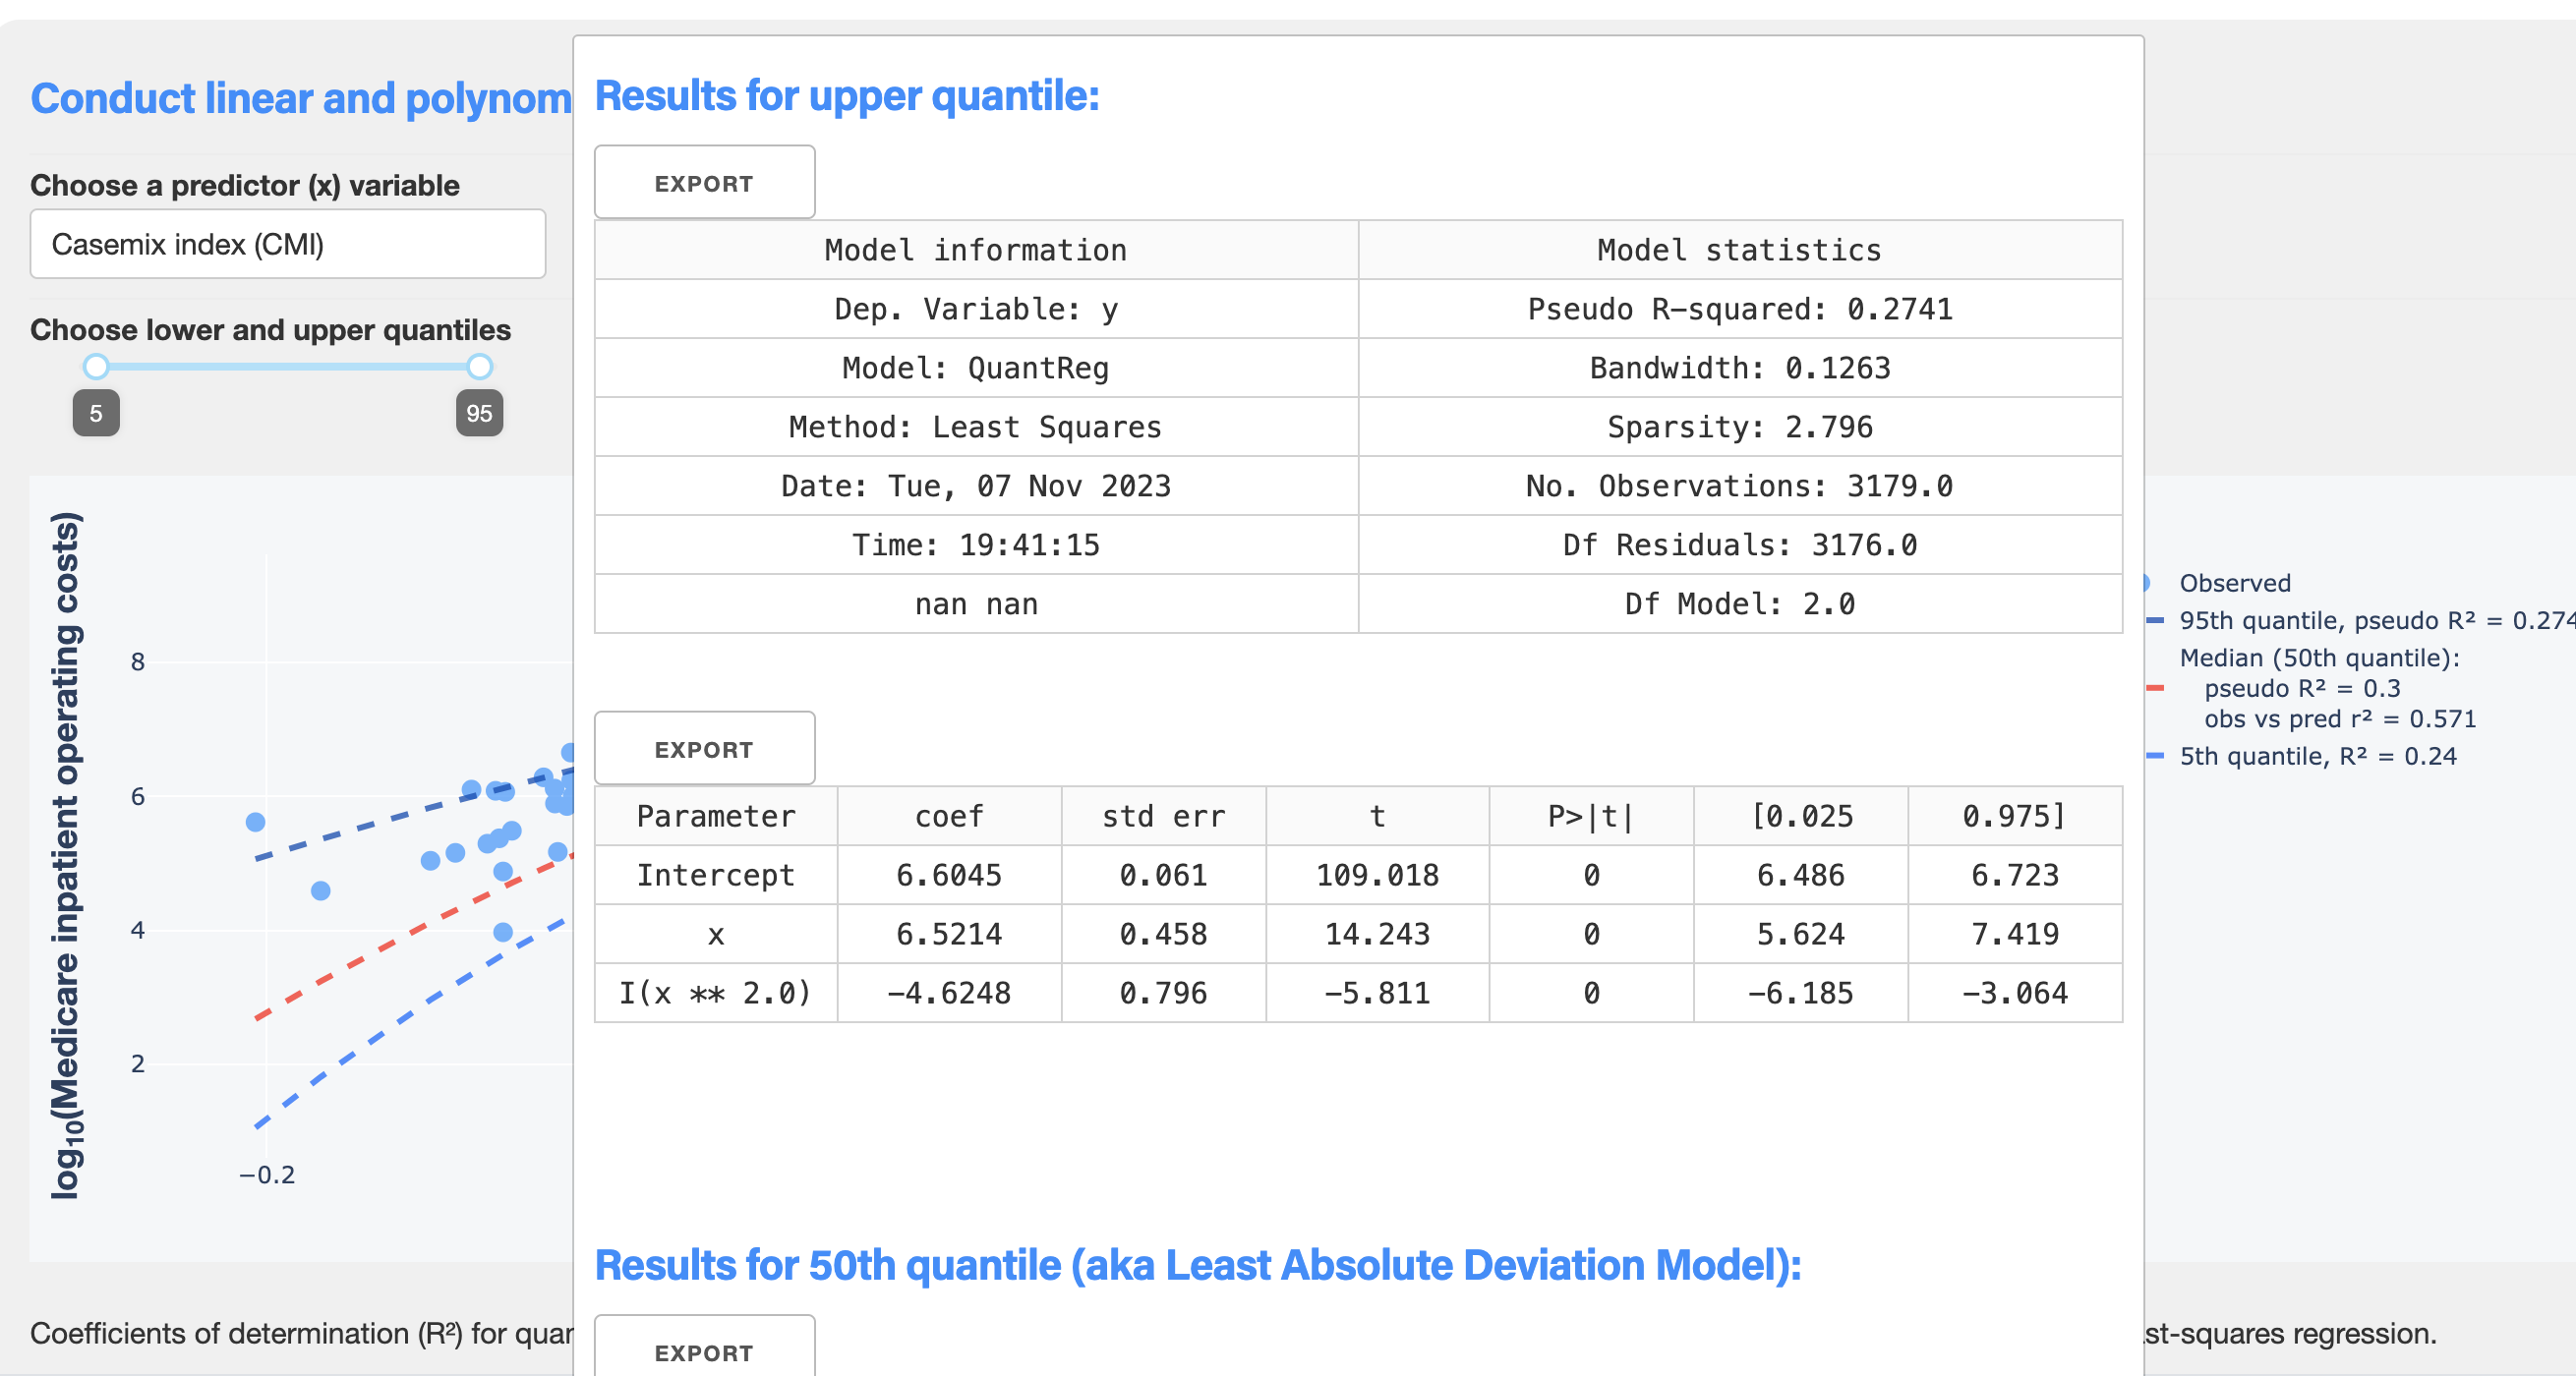 Conduct linear and polynom
Choose a predictor (x) variable
Casemix index (CMI)
Choose lower and upper quantiles
5 95
log₁₀(Medicare inpatient operating costs)
8
6
4
2
−0.2
Coefficients of determination (R²) for quan
Results for upper quantile:
EXPORT
Model information Model statistics
Dep. Variable: y Pseudo R-squared: 0.2741
Model: QuantReg Bandwidth: 0.1263
Method: Least Squares Sparsity: 2.796
Date: Tue, 07 Nov 2023 No. Observations: 3179.0
Time: 19:41:15 Df Residuals: 3176.0
nan nan Df Model: 2.0
EXPORT
Parameter coef std err t P>|t| [0.025 0.975]
Intercept 6.6045 0.061 109.018 0 6.486 6.723
x 6.5214 0.458 14.243 0 5.624 7.419
I(x ** 2.0) −4.6248 0.796 −5.811 0 −6.185 −3.064
Results for 50th quantile (aka Least Absolute Deviation Model):
EXPORT
Observed
95th quantile, pseudo R² = 0.274
Median (50th quantile):
pseudo R² = 0.3
obs vs pred r² = 0.571
5th quantile, R² = 0.24
st-squares regression.